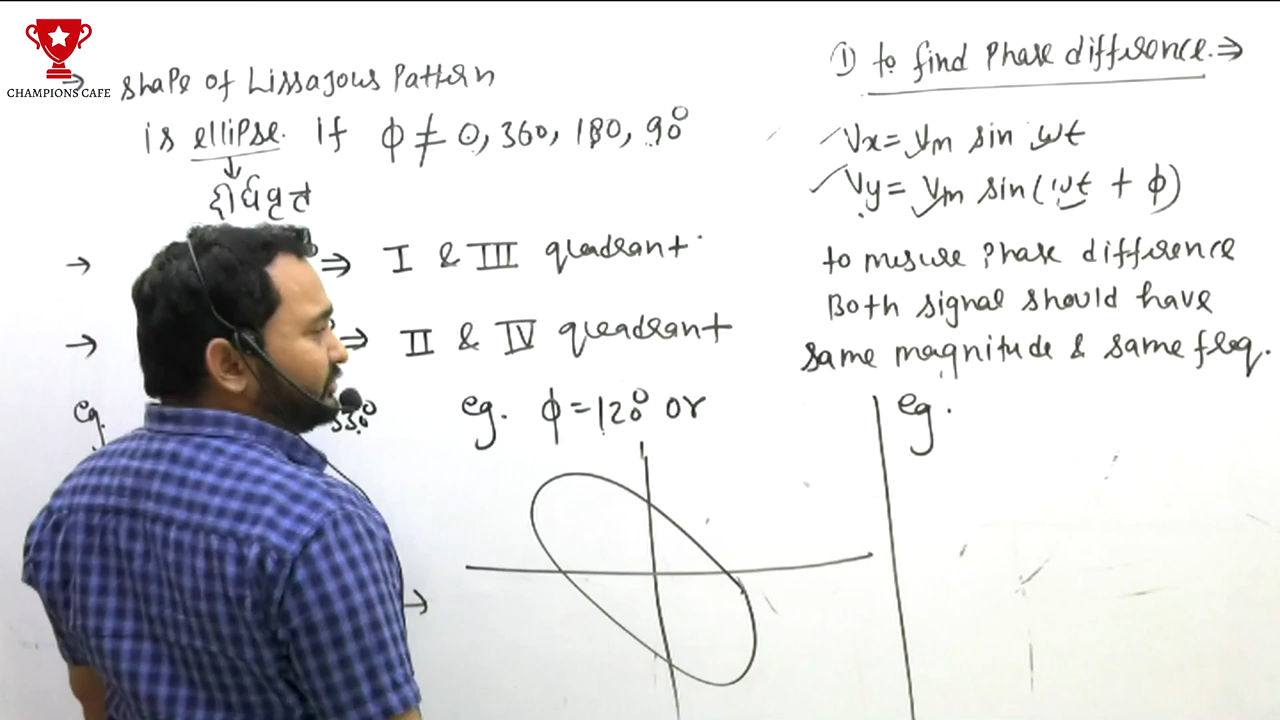 CHAMPIONS CAFE
→ Shape of Lissajous Pattern
is ellipse. if ϕ ≠ 0, 360, 180, 90°
↓
→ ⇒ I & III quadrant
→ ⇒ II & IV quadrant
eg. 330°
eg. ϕ = 120° or
→
① to find Phase difference. ⇒
Vx = Vm sin ωt
Vy = Vm sin (ωt + ϕ)
to mesure Phase difference
Both signal should have
same magnitude & same freq.
eg.